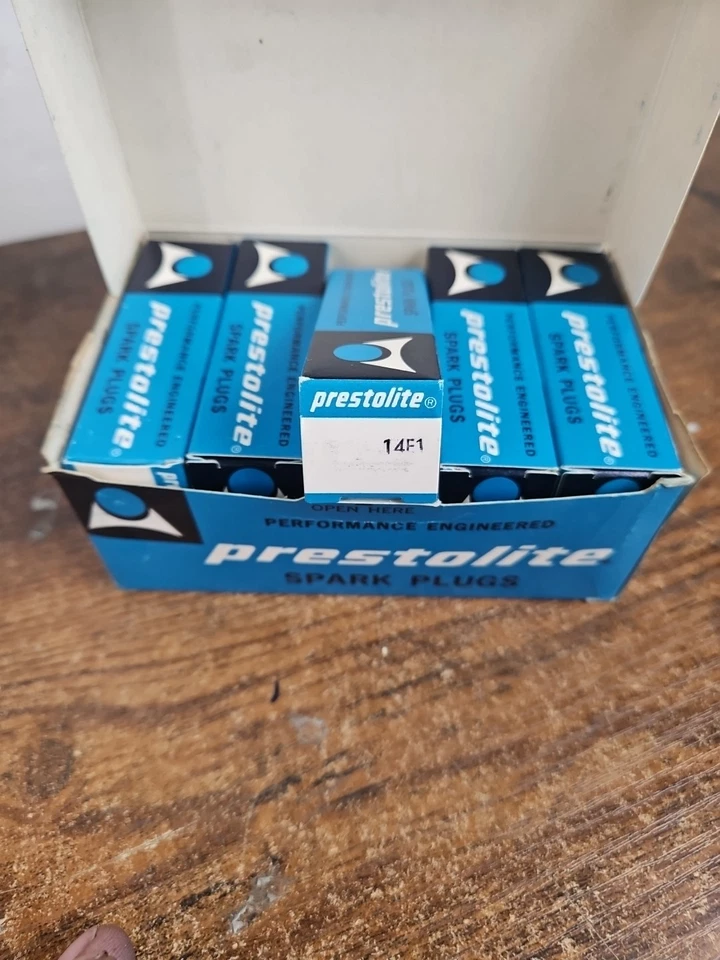 prestolite
SPARK PLUGS
PERFORMANCE ENGINEERED
prestolite
SPARK PLUGS
PERFORMANCE ENGINEERED
prestolite
prestolite®
14F1
PERFORMANCE ENGINEERED
prestolite®
SPARK PLUGS
PERFORMANCE ENGINEERED
prestolite®
SPARK PLUGS
OPEN HERE
PERFORMANCE ENGINEERED
prestolite
SPARK PLUGS